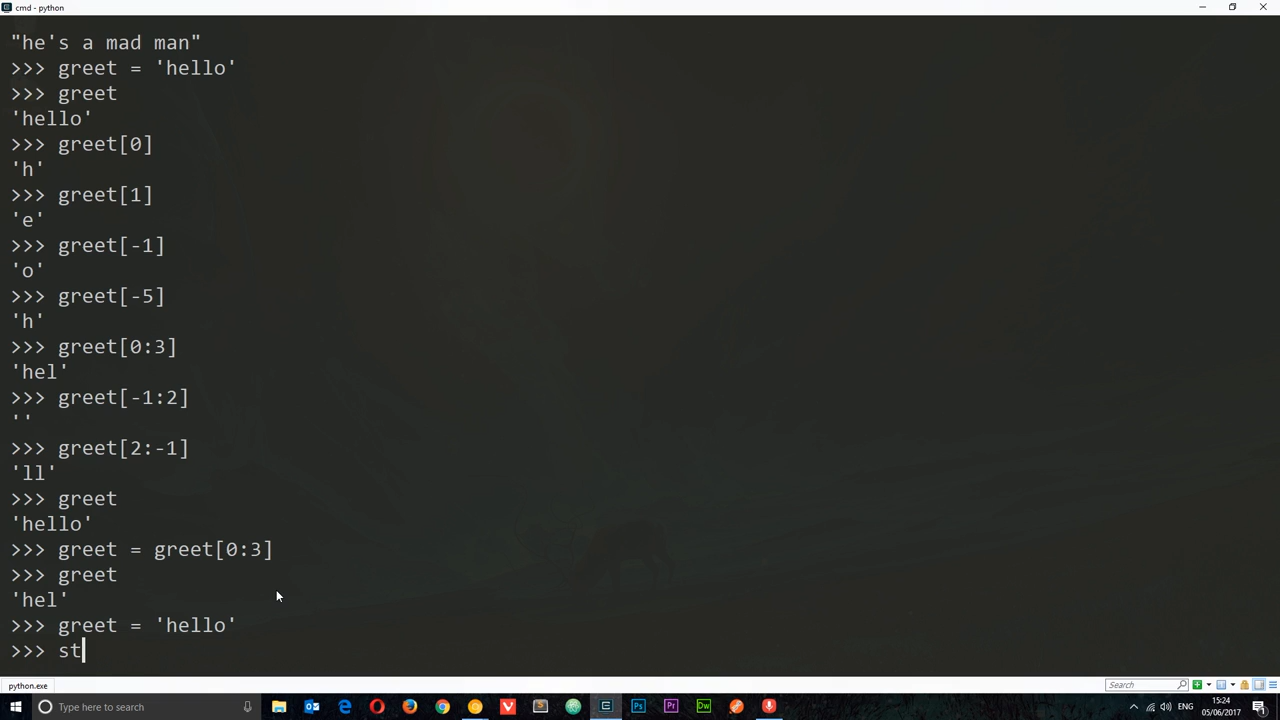 cmd - python
"he's a mad man"
>>> greet = 'hello'
>>> greet
'hello'
>>> greet[0]
'h'
>>> greet[1]
'e'
>>> greet[-1]
'o'
>>> greet[-5]
'h'
>>> greet[0:3]
'hel'
>>> greet[-1:2]
''
>>> greet[2:-1]
'll'
>>> greet
'hello'
>>> greet = greet[0:3]
>>> greet
'hel'
>>> greet = 'hello'
>>> st
python.exe
Search
Type here to search
ENG
15:24
05/06/2017